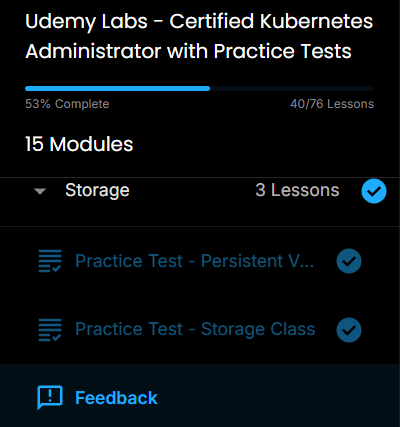 Udemy Labs - Certified Kubernetes
Administrator with Practice Tests
53% Complete 40/76 Lessons
15 Modules
Storage 3 Lessons
Practice Test - Persistent V...
Practice Test - Storage Class
Feedback